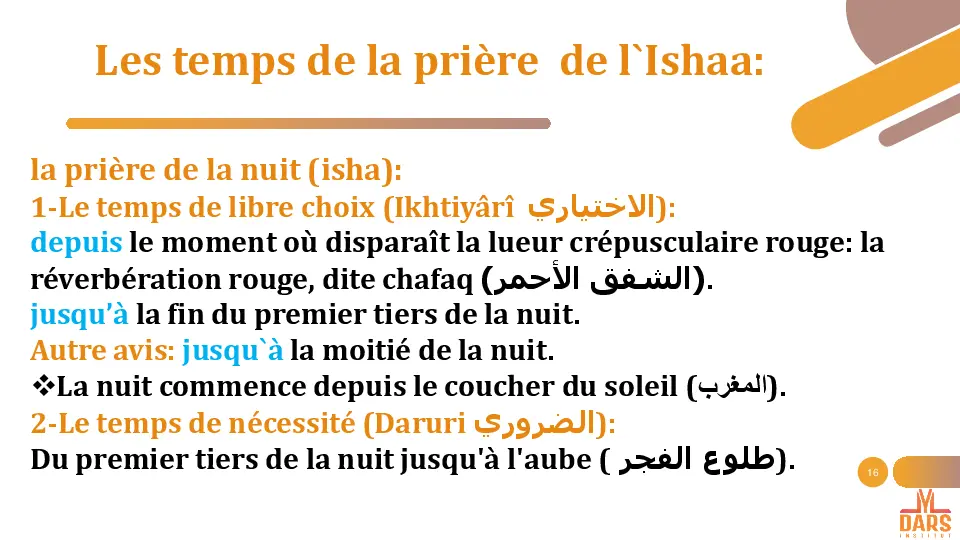 Les temps de la prière  de l`Ishaa:
la prière de la nuit (isha):
1-Le temps de libre choix (Ikhtiyârî الاختياري):
depuis le moment où disparaît la lueur crépusculaire rouge: la
réverbération rouge, dite chafaq (الشفق الأحمر).
jusqu’à la fin du premier tiers de la nuit.
Autre avis: jusqu`à la moitié de la nuit.
❖La nuit commence depuis le coucher du soleil (المغرب).
2-Le temps de nécessité (Daruri الضروري):
Du premier tiers de la nuit jusqu'à l'aube ( طلوع الفجر).
16
DARS
INSTITUT